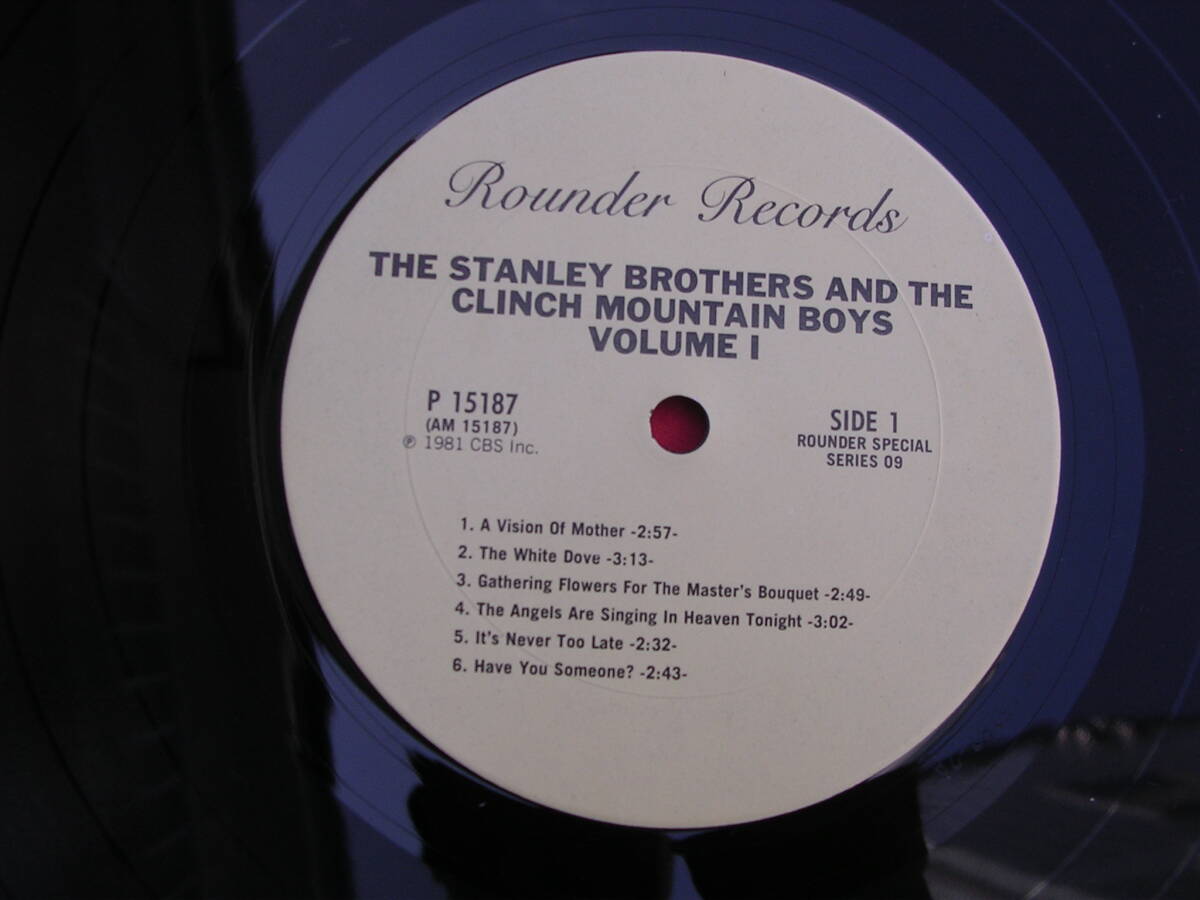 Rounder Records
THE STANLEY BROTHERS AND THE
CLINCH MOUNTAIN BOYS
VOLUME I
P 15187
(AM 15187)
℗ 1981 CBS Inc.
SIDE 1
ROUNDER SPECIAL
SERIES 09
1. A Vision Of Mother -2:57-
2. The White Dove -3:13-
3. Gathering Flowers For The Master's Bouquet -2:49-
4. The Angels Are Singing In Heaven Tonight -3:02-
5. It's Never Too Late -2:32-
6. Have You Someone? -2:43-